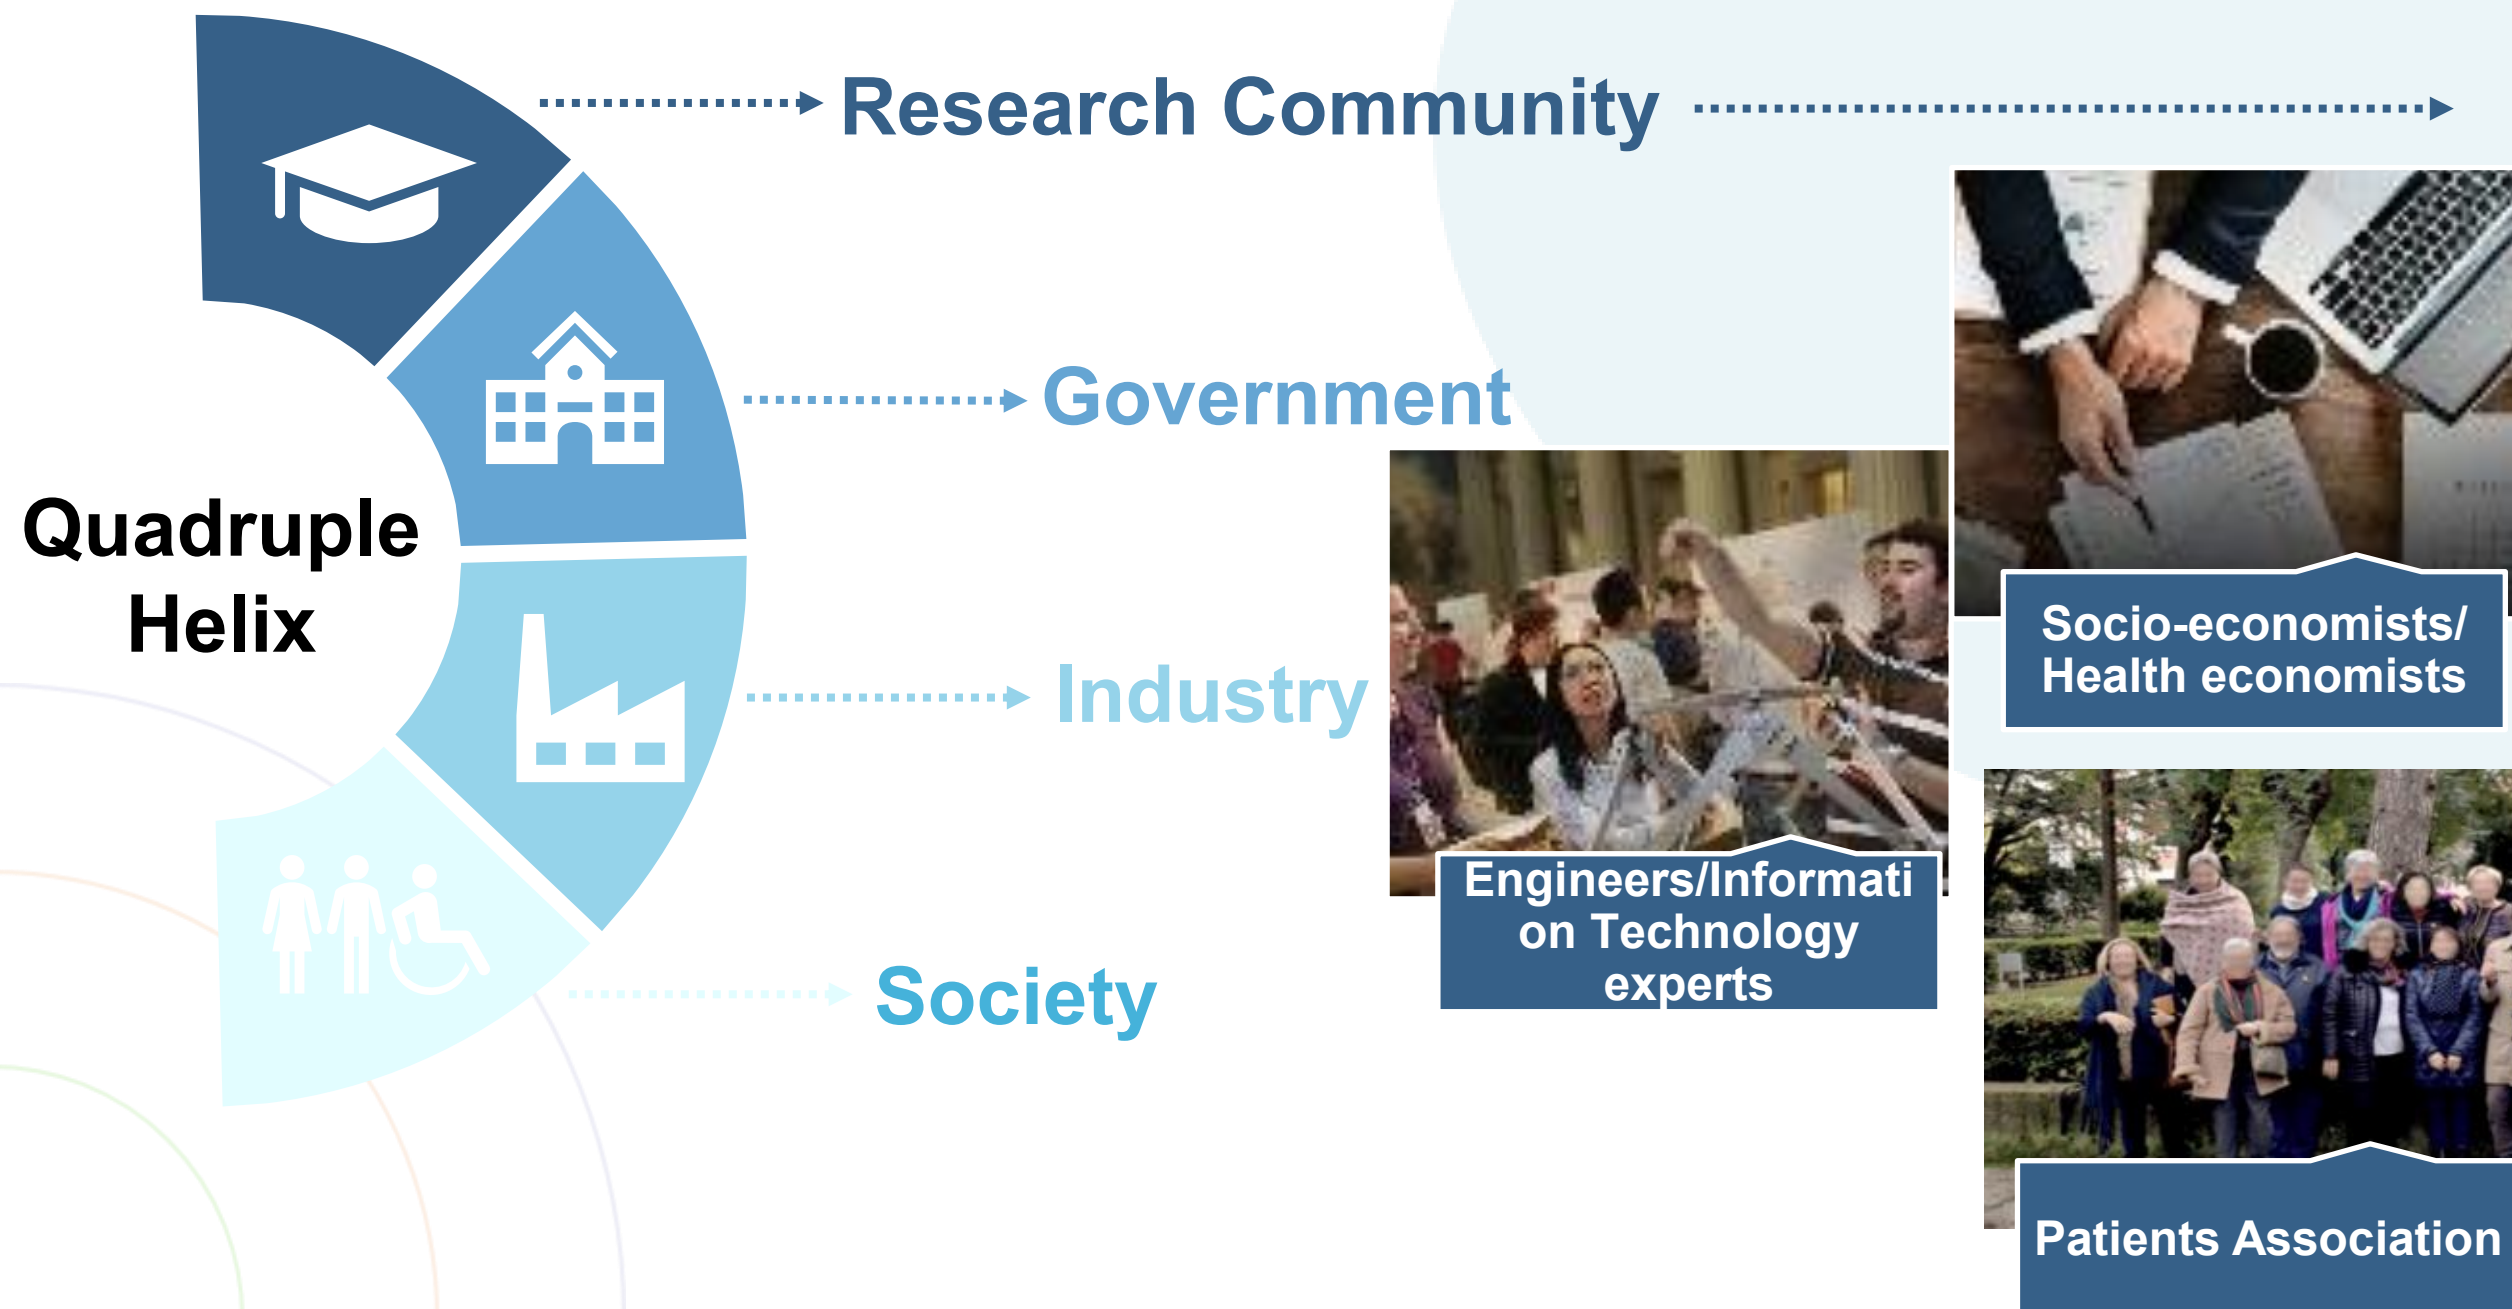 Research Community
Government
Quadruple
Helix
Industry
Society
Socio-economists/
Health economists
Engineers/Informati
on Technology
experts
Patients Association